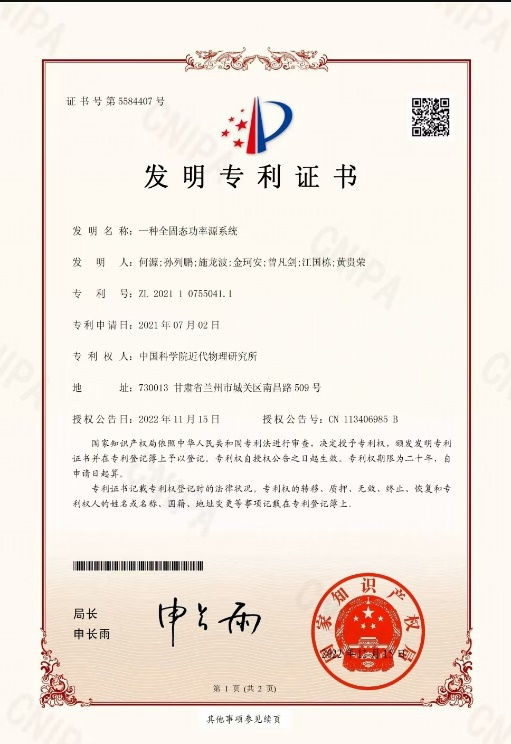 证书号第5584407号
发明专利证书
发明名称：一种全固态功率源系统
发明人：何源;孙列鹏;施龙波;金珂安;曾凡剑;江国栋;黄贵荣
专利号：ZL 2021 1 0755041.1
专利申请日：2021年07月02日
专利权人：中国科学院近代物理研究所
地址：730013 甘肃省兰州市城关区南昌路509号
授权公告日：2022年11月15日 授权公告号：CN 113406985 B
国家知识产权局依照中华人民共和国专利法进行审查，决定授予专利权，颁发发明专利
证书并在专利登记簿上予以登记。专利权自授权公告之日起生效。专利权期限为二十年，自
申请日起算。
专利证书记载专利权登记时的法律状况。专利权的转移、质押、无效、终止、恢复和专
利权人的姓名或名称、国籍、地址变更等事项记载在专利登记簿上。
局长
申长雨
申长雨
国家知识产权局
2022年11月15日
第1页(共2页)
其他事项参见续页
CNIPA